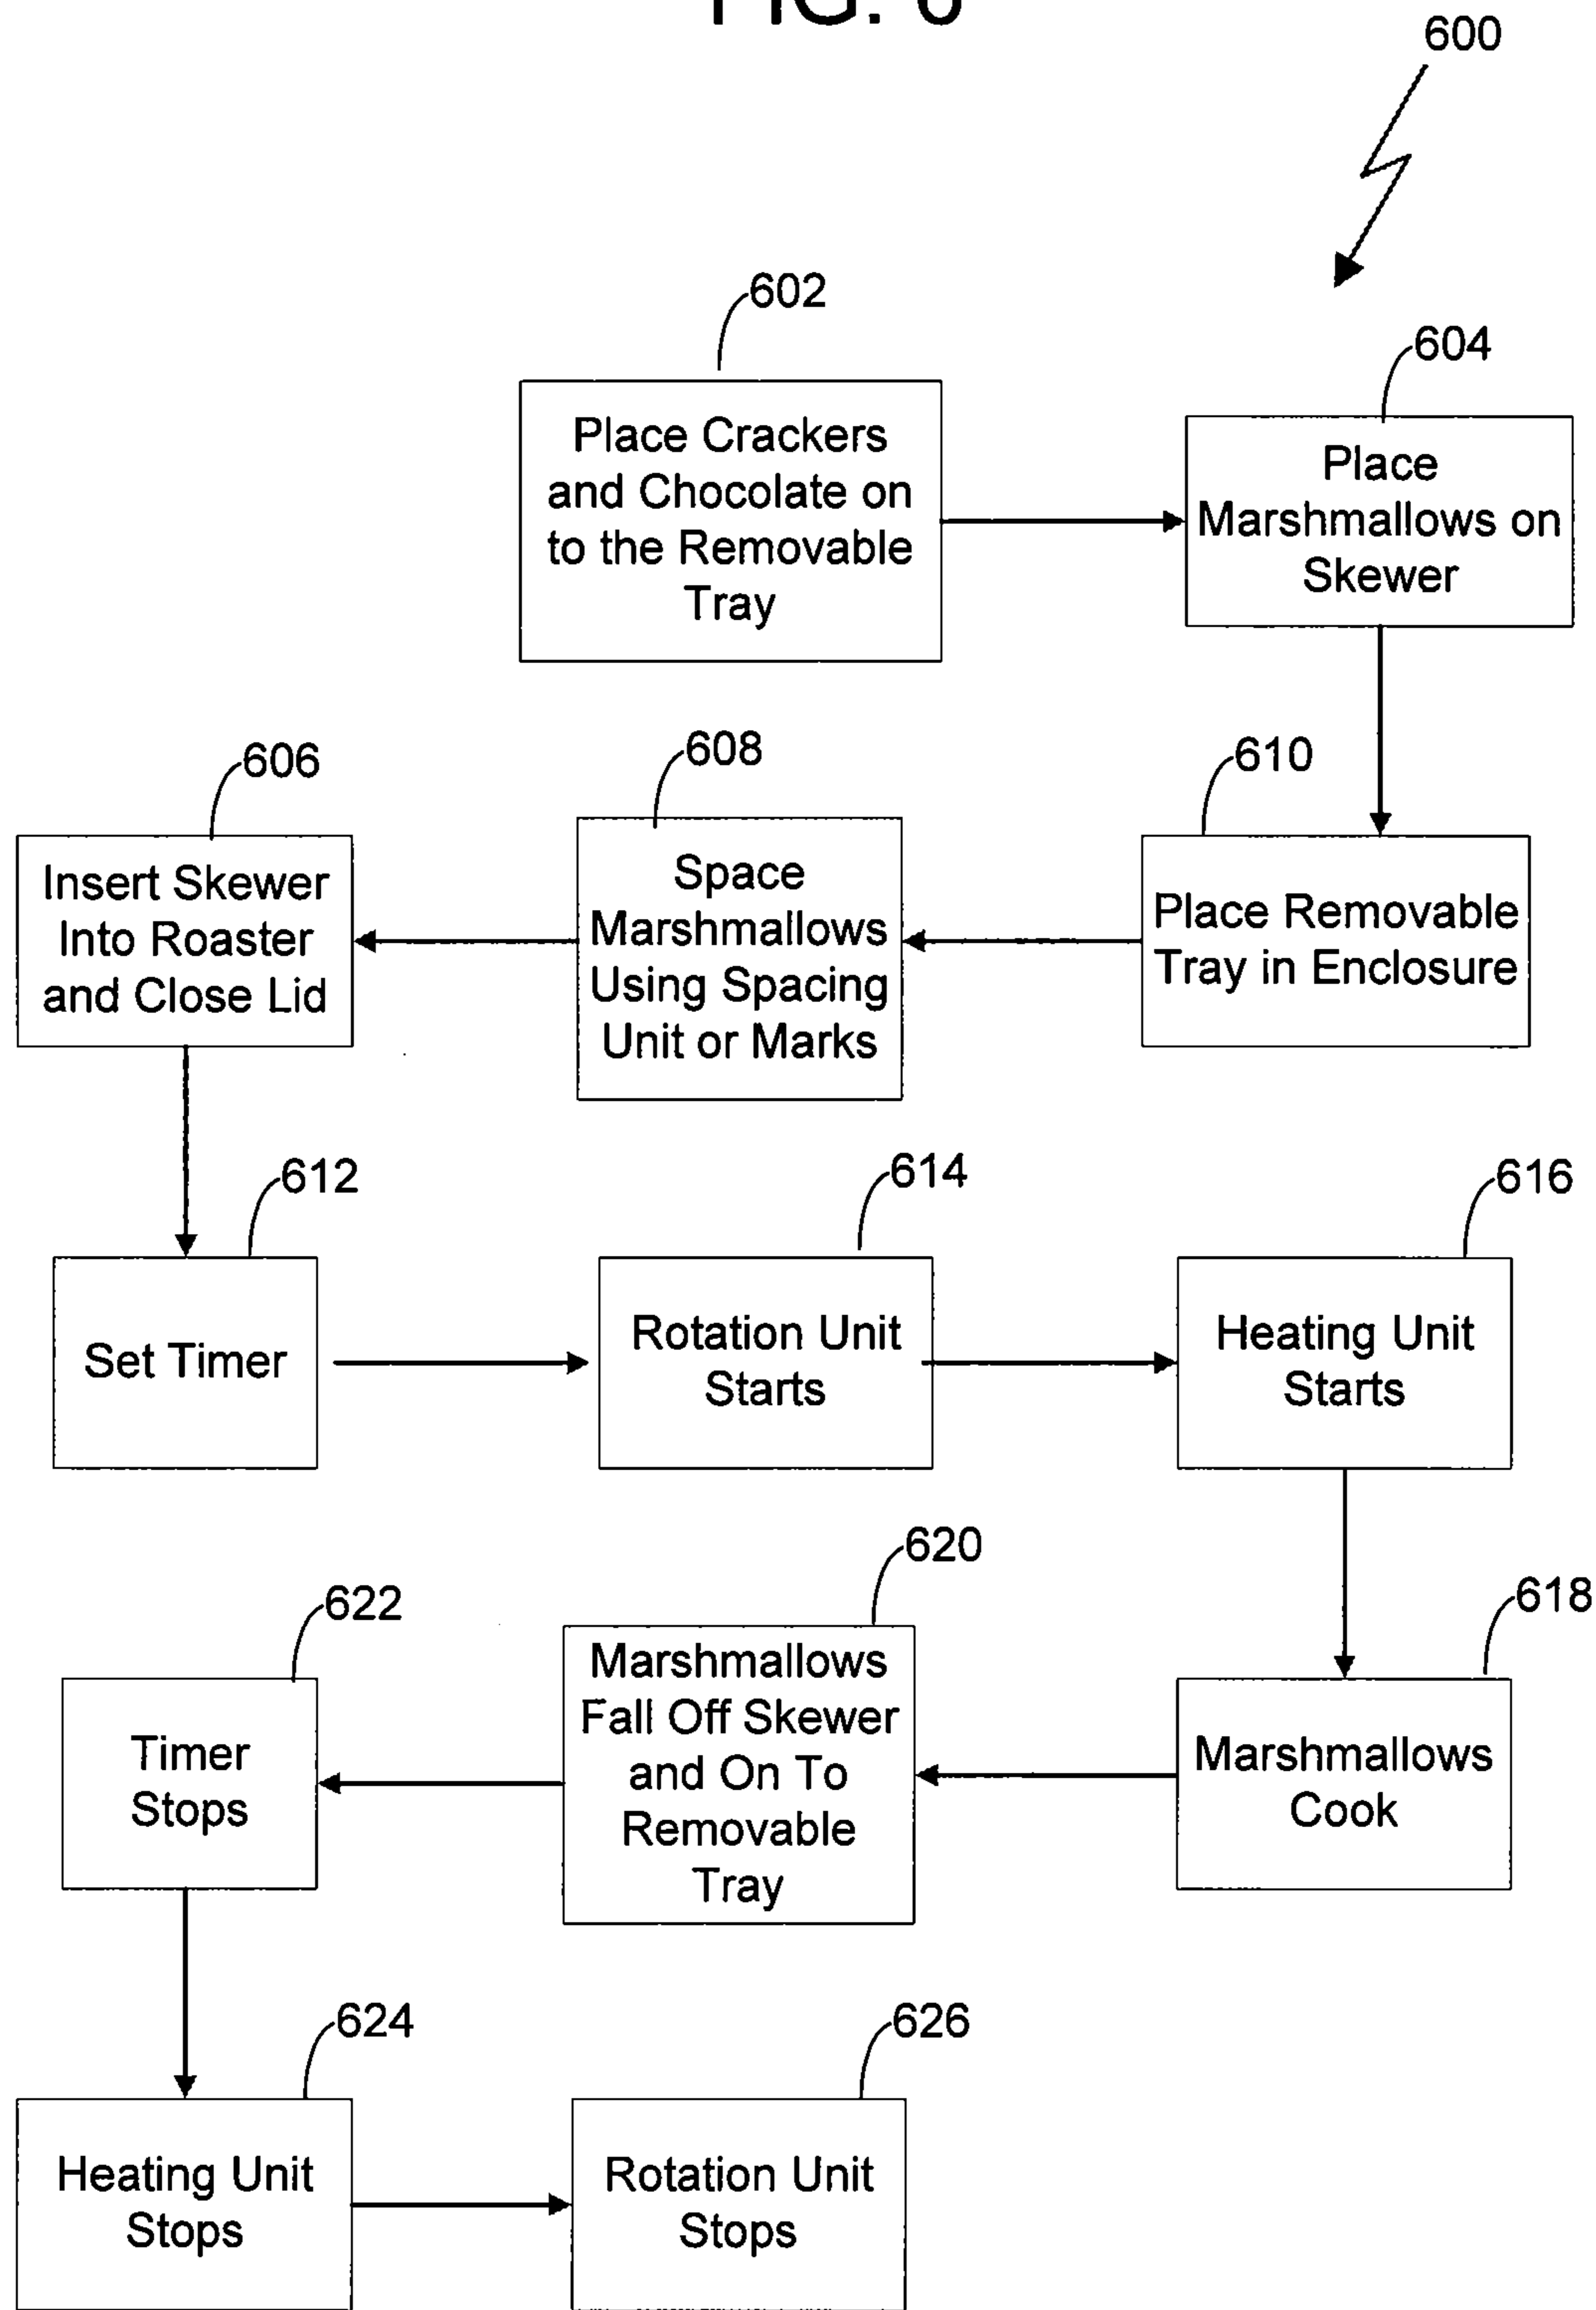 FIG. 6
600
602
Place Crackers
and Chocolate on
to the Removable
Tray
604
Place
Marshmallows on
Skewer
606
Insert Skewer
Into Roaster
and Close Lid
608
Space
Marshmallows
Using Spacing
Unit or Marks
610
Place Removable
Tray in Enclosure
612
Set Timer
614
Rotation Unit
Starts
616
Heating Unit
Starts
622
Timer
Stops
620
Marshmallows
Fall Off Skewer
and On To
Removable
Tray
618
Marshmallows
Cook
624
Heating Unit
Stops
626
Rotation Unit
Stops